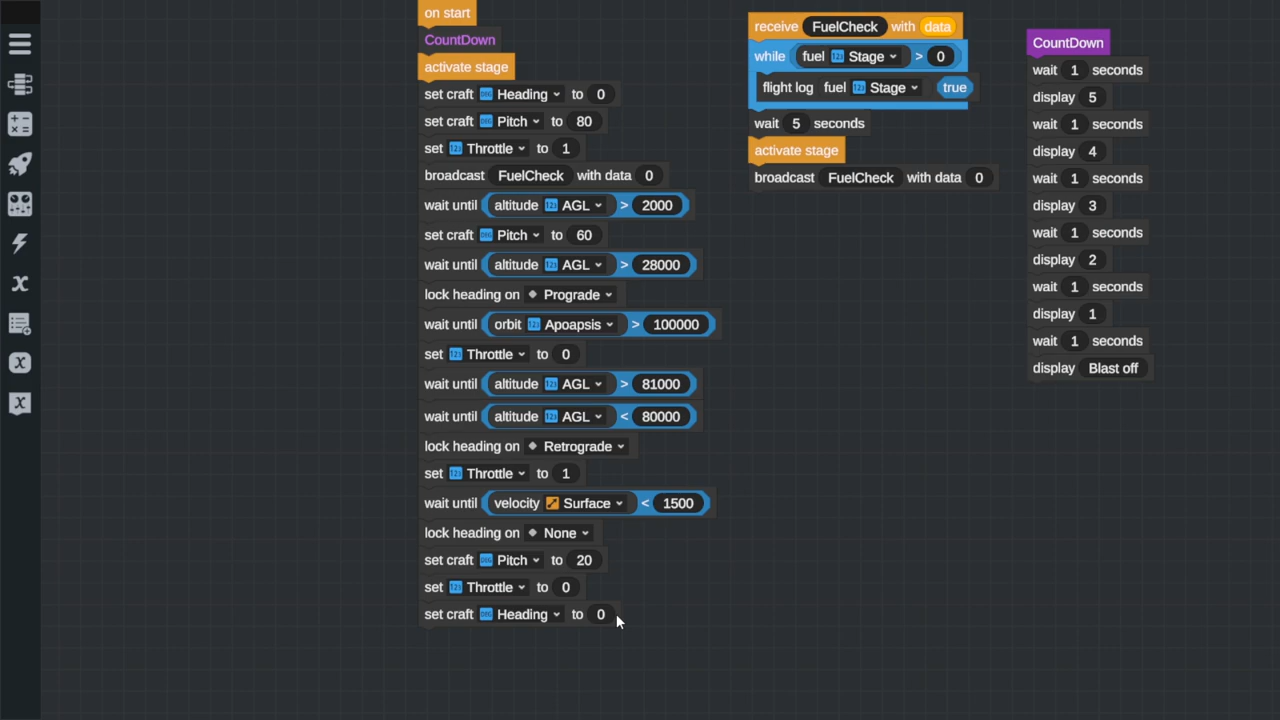 on start
CountDown
activate stage
set craft Heading to 0
set craft Pitch to 80
set Throttle to 1
broadcast FuelCheck with data 0
wait until altitude AGL > 2000
set craft Pitch to 60
wait until altitude AGL > 28000
lock heading on Prograde
wait until orbit Apoapsis > 100000
set Throttle to 0
wait until altitude AGL > 81000
wait until altitude AGL < 80000
lock heading on Retrograde
set Throttle to 1
wait until velocity Surface < 1500
lock heading on None
set craft Pitch to 20
set Throttle to 0
set craft Heading to 0
receive FuelCheck with data
while fuel Stage > 0
flight log fuel Stage true
wait 5 seconds
activate stage
broadcast FuelCheck with data 0
CountDown
wait 1 seconds
display 5
wait 1 seconds
display 4
wait 1 seconds
display 3
wait 1 seconds
display 2
wait 1 seconds
display 1
wait 1 seconds
display Blast off